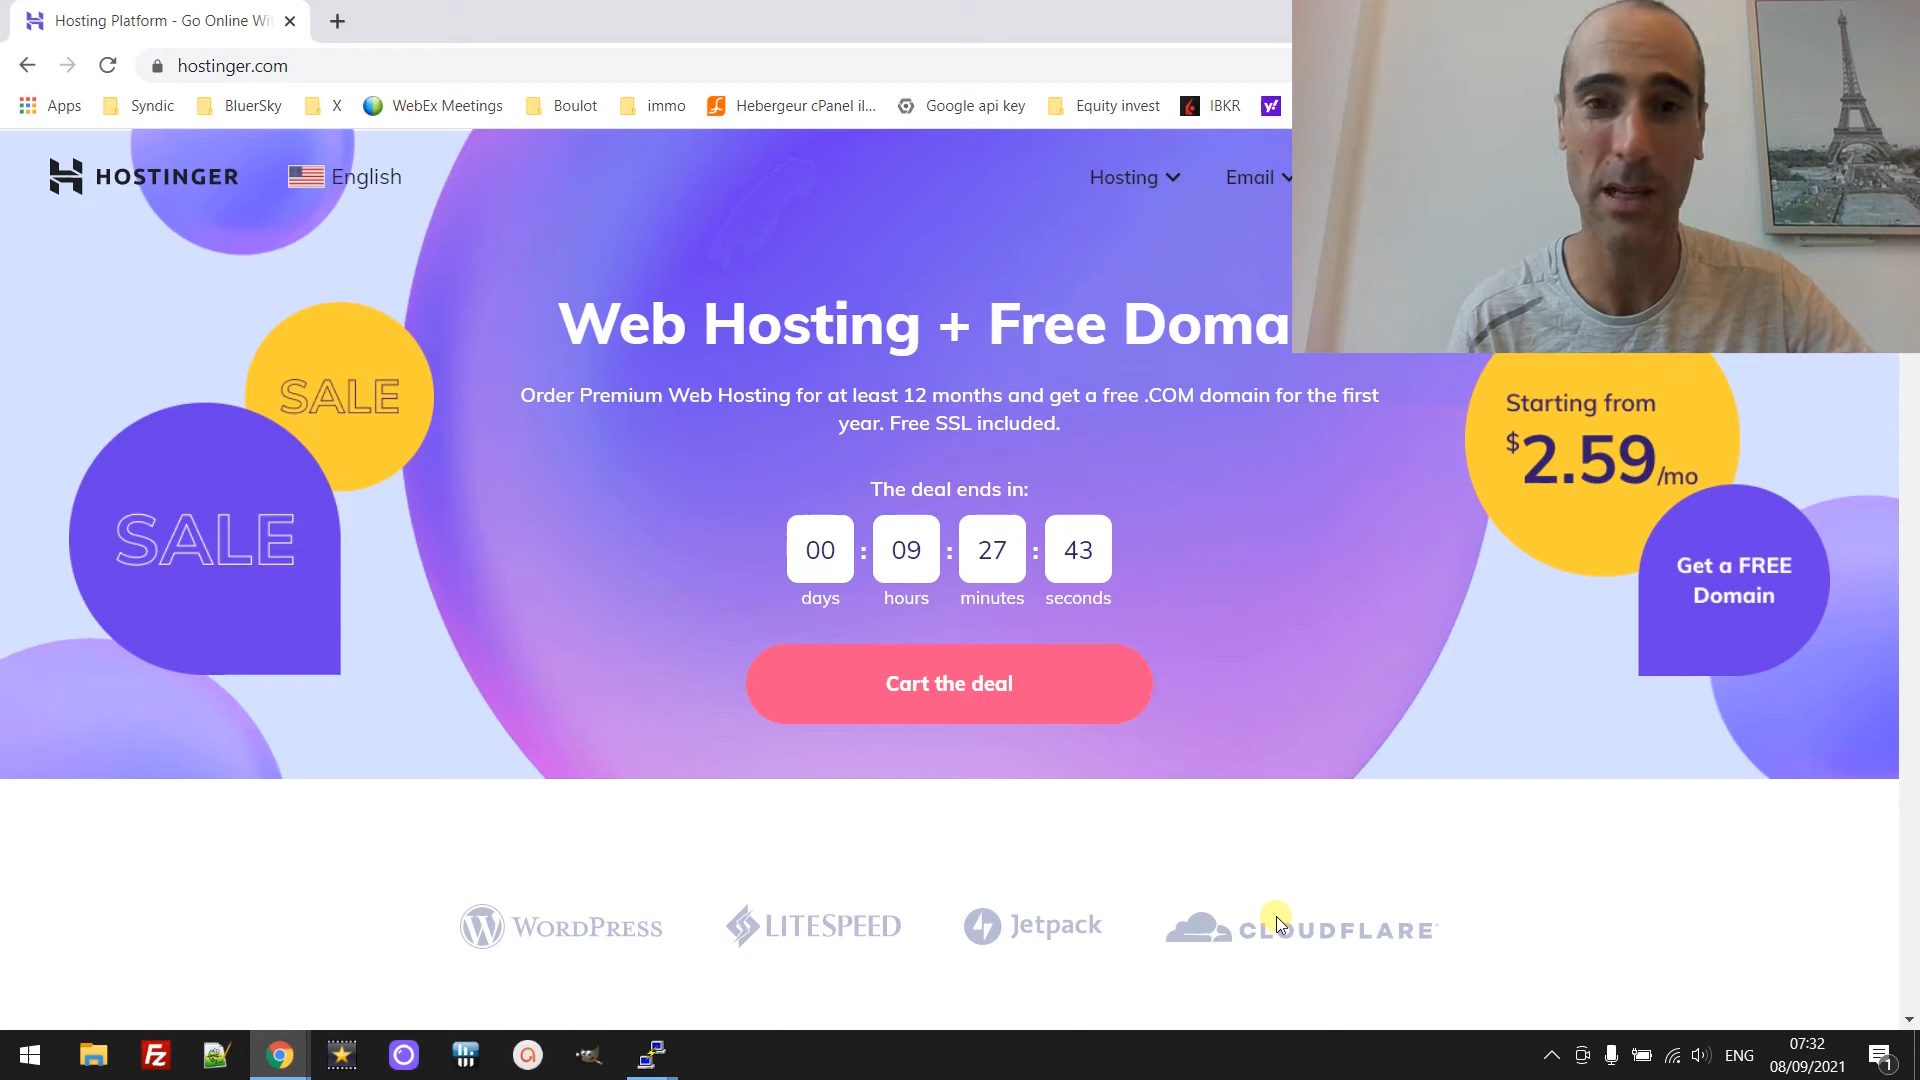 Hosting Platform - Go Online Wi
hostinger.com
Apps
Syndic
BluerSky
X
WebEx Meetings
Boulot
immo
Hebergeur cPanel il...
Google api key
Equity invest
IBKR
HOSTINGER
English
Hosting
Email
Web Hosting + Free Doma
Order Premium Web Hosting for at least 12 months and get a free .COM domain for the first
year. Free SSL included.
The deal ends in:
00 : 09 : 27 : 43
days hours minutes seconds
Cart the deal
SALE
SALE
Starting from
$2.59/mo
Get a FREE
Domain
WORDPRESS
LITESPEED
Jetpack
CLOUDFLARE
ENG
07:32
08/09/2021
1